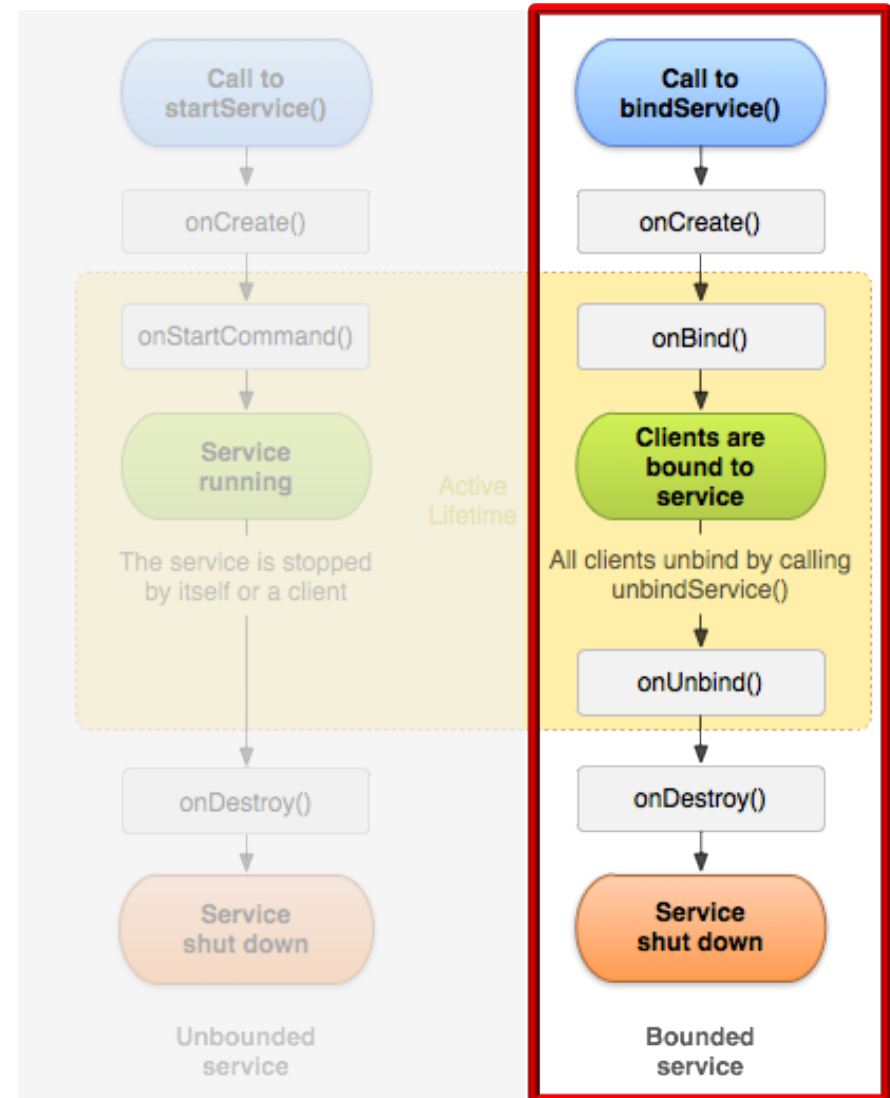 Call to
startService()
onCreate()
onStartCommand()
Service
running
Active
Lifetime
The service is stopped
by itself or a client
onDestroy()
Service
shut down
Unbounded
service
Call to
bindService()
onCreate()
onBind()
Clients are
bound to
service
All clients unbind by calling
unbindService()
onUnbind()
onDestroy()
Service
shut down
Bounded
service